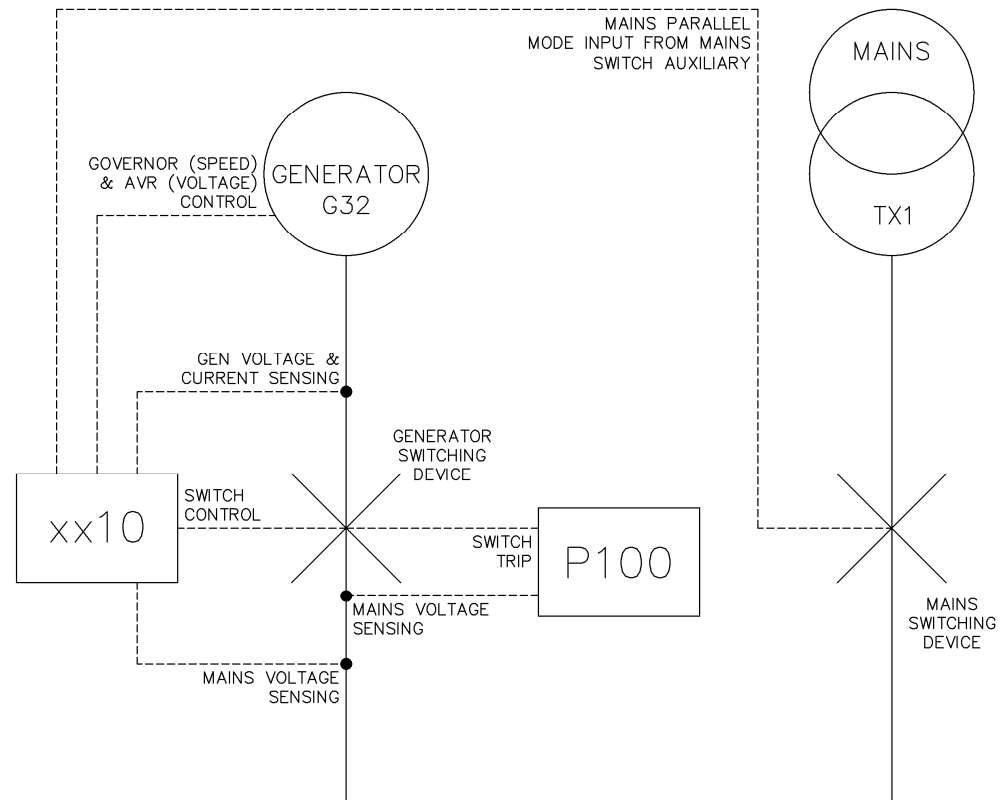 MAINS PARALLEL
MODE INPUT FROM MAINS
SWITCH AUXILIARY
MAINS
TX1
GOVERNOR (SPEED)
& AVR (VOLTAGE)
CONTROL
GENERATOR
G32
GEN VOLTAGE &
CURRENT SENSING
GENERATOR
SWITCHING
DEVICE
xx10
SWITCH
CONTROL
SWITCH
TRIP
P100
MAINS VOLTAGE
SENSING
MAINS VOLTAGE
SENSING
MAINS
SWITCHING
DEVICE